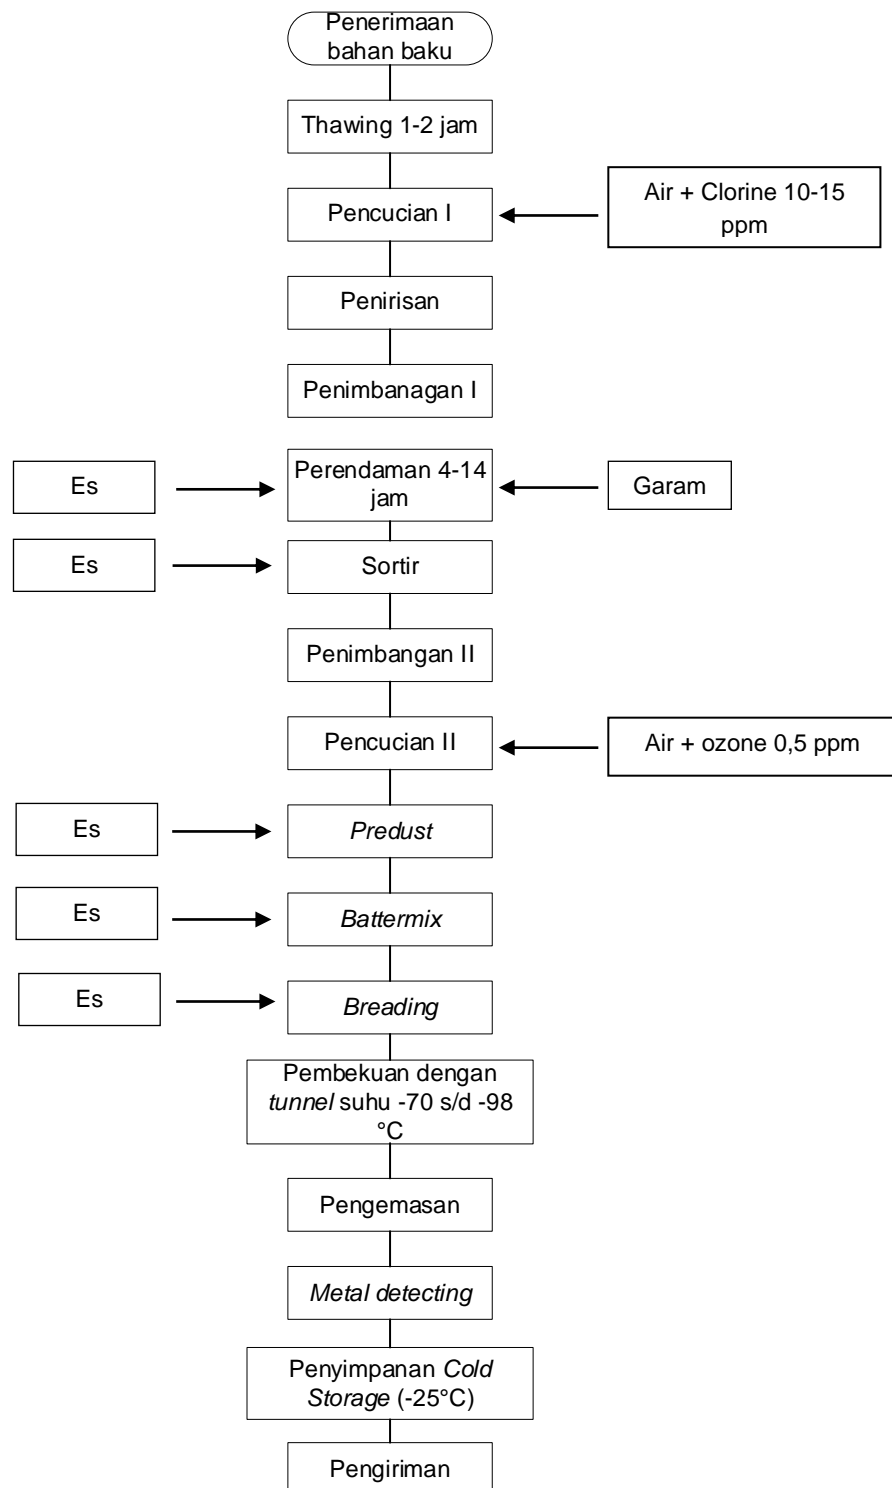 Penerimaan
bahan baku
Thawing 1-2 jam
Pencucian I
Air + Clorine 10-15
ppm
Penirisan
Penimbanagan I
Es
Perendaman 4-14
jam
Garam
Es
Sortir
Penimbangan II
Pencucian II
Air + ozone 0,5 ppm
Es
Predust
Es
Battermix
Es
Breading
Pembekuan dengan
tunnel suhu -70 s/d -98
°C
Pengemasan
Metal detecting
Penyimpanan Cold
Storage (-25°C)
Pengiriman